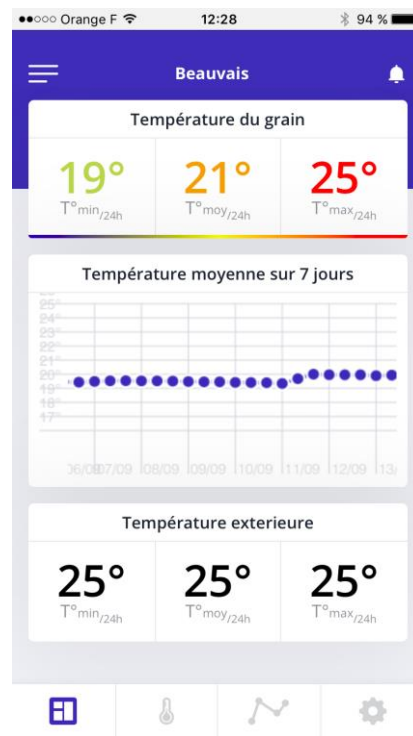 Orange F 12:28 94 %
Beauvais
Température du grain
19° 21° 25°
T°min/24h T°moy/24h T°max/24h
Température moyenne sur 7 jours
25°
24°
23°
22°
21°
20°
19°
18°
17°
07/09 08/09 09/09 10/09 11/09 12/09 13/
Température exterieure
25° 25° 25°
T°min/24h T°moy/24h T°max/24h